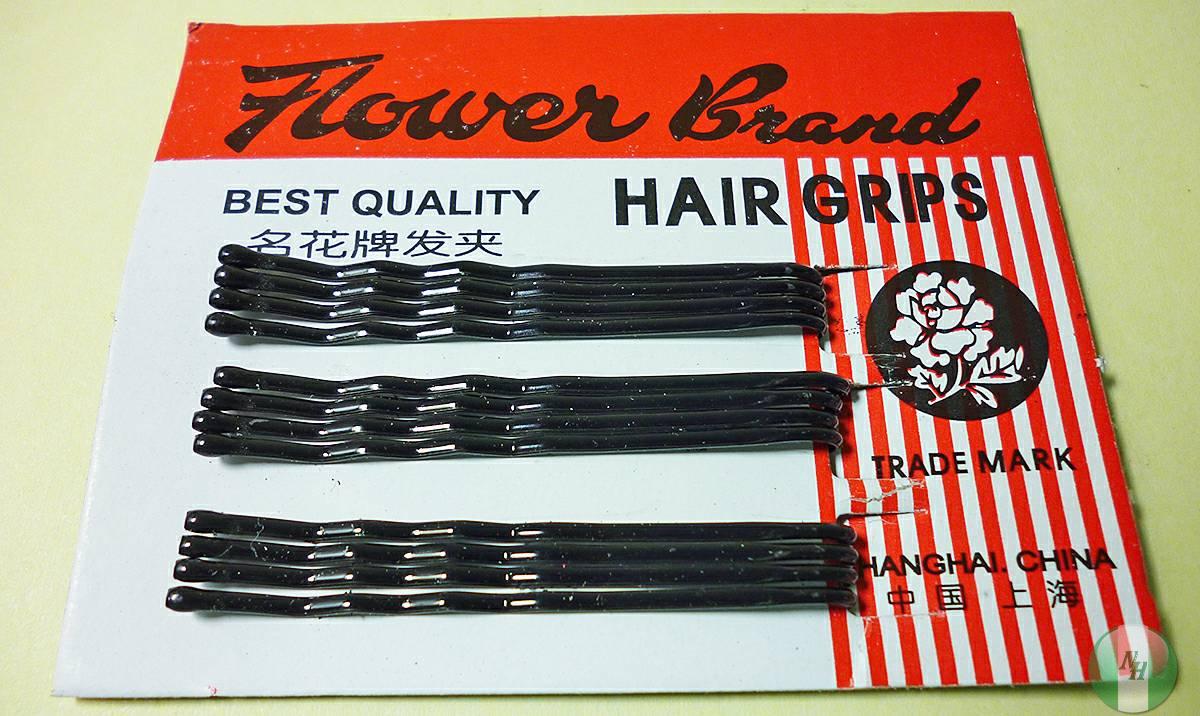 Flower Brand
BEST QUALITY
HAIR GRIPS
名花牌发夹
TRADE MARK
HANGHAI. CHINA
中国 上海
NH